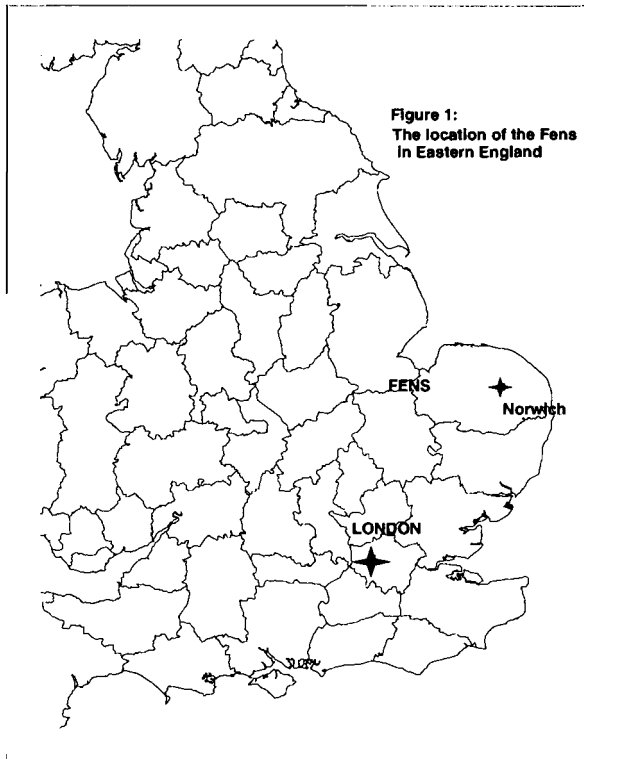 Figure 1:
The location of the Fens
in Eastern England
FENS
Norwich
LONDON